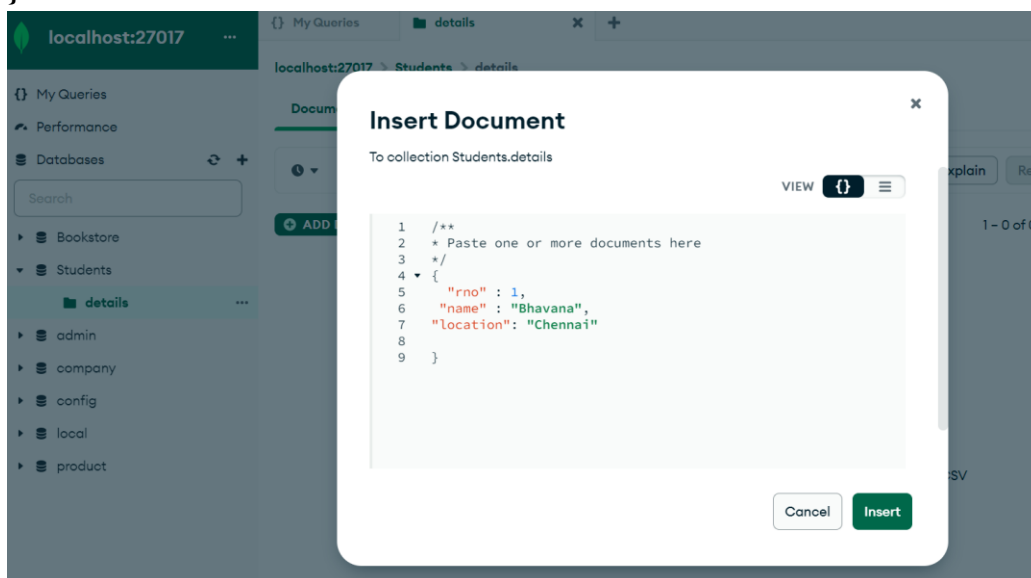 }
localhost:27017 ...
{} My Queries
details
localhost:27017 > Students > details
{} My Queries
Performance
Databases
Search
Bookstore
Students
details ...
admin
company
config
local
product
Docum
ADD
xplain
Re
1 – 0 of
SV
Insert Document
To collection Students.details
VIEW {}
1 /**
2 * Paste one or more documents here
3 */
4 {
5 "rno" : 1,
6 "name" : "Bhavana",
7 "location": "Chennai"
8
9 }
Cancel
Insert